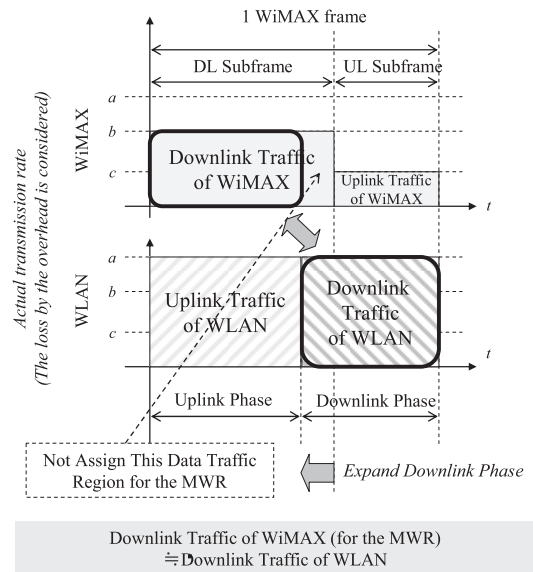 1 WiMAX frame
DL Subframe
UL Subframe
Actual transmission rate
(The loss by the overhead is considered)
WiMAX
a
b
c
Downlink Traffic
of WiMAX
Uplink Traffic
of WiMAX
t
WLAN
a
b
c
Uplink Traffic
of WLAN
Downlink
Traffic
of WLAN
t
Uplink Phase
Downlink Phase
Not Assign This Data Traffic
Region for the MWR
Expand Downlink Phase
Downlink Traffic of WiMAX (for the MWR)
≒Downlink Traffic of WLAN